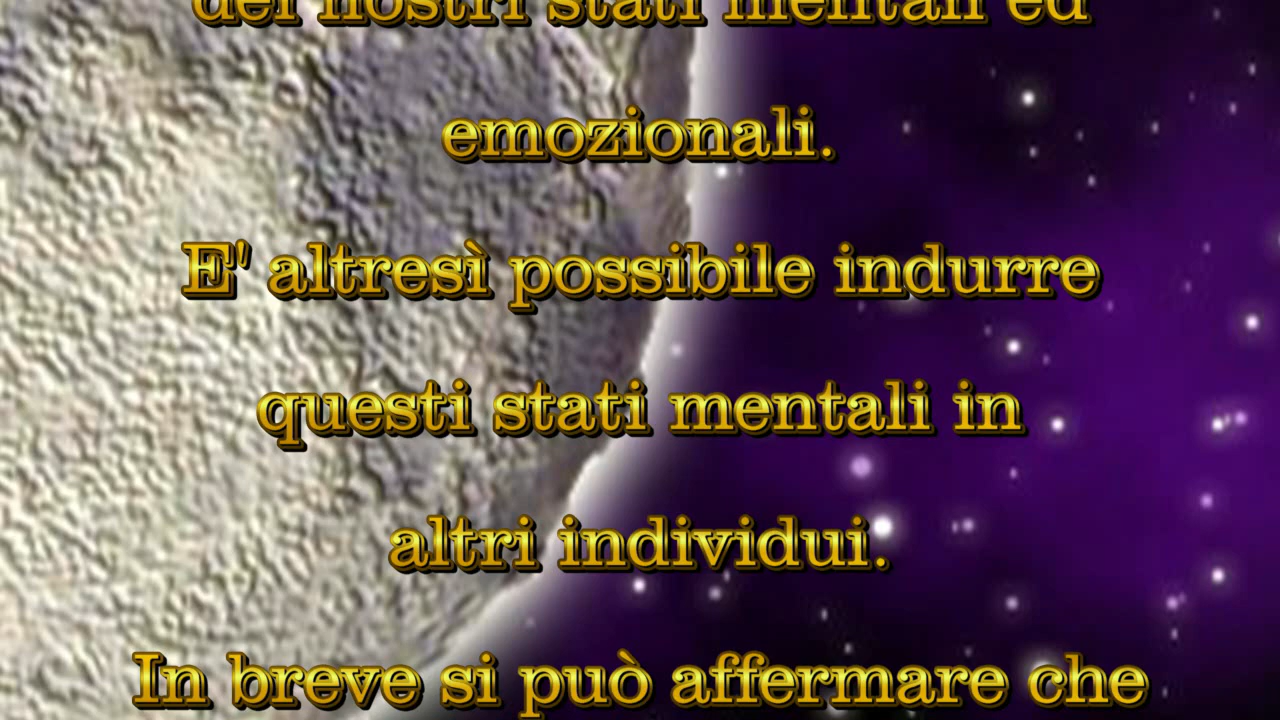 dei nostri stati mentali ed
emozionali.
E' altresì possibile indurre
questi stati mentali in
altri individui.
In breve si può affermare che